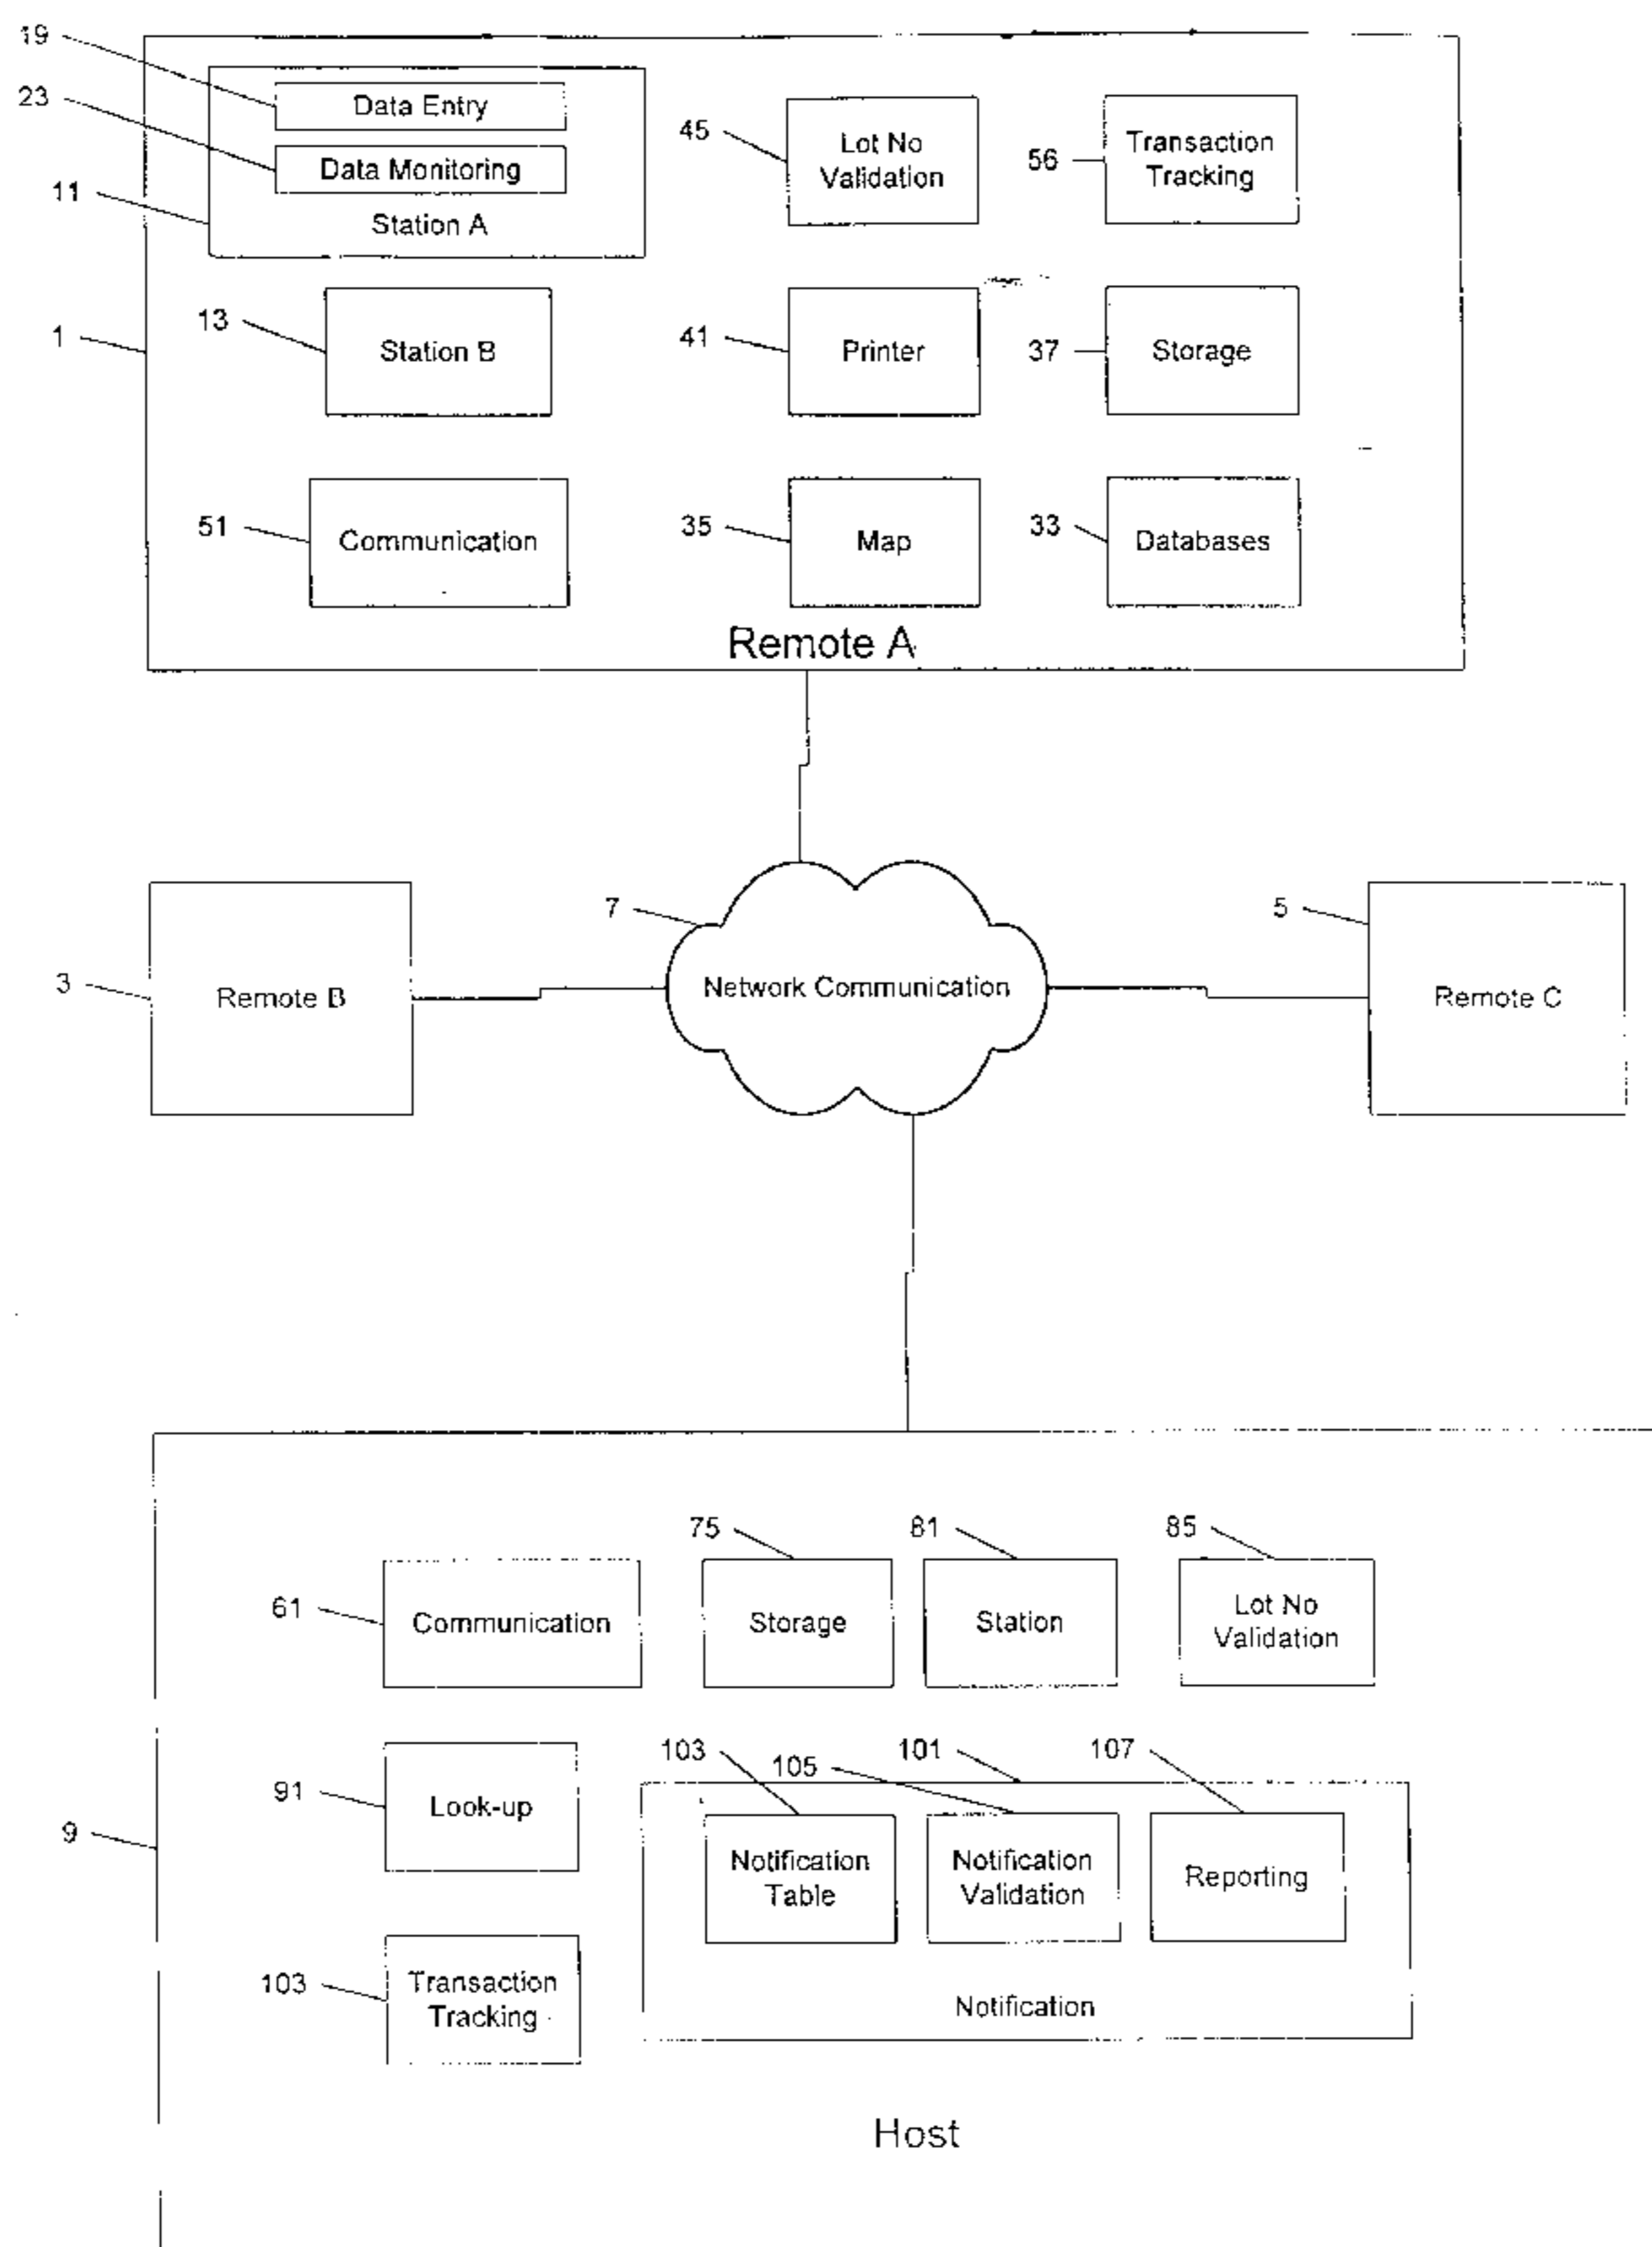 19
23
11
Data Entry
Data Monitoring
Station A
45
Lot No
Validation
56
Transaction
Tracking
1
13
Station B
41
Printer
37
Storage
51
Communication
35
Map
33
Databases
Remote A
7
5
3
Remote B
Network Communication
Remote C
75
81
85
61
Communication
Storage
Station
Lot No
Validation
103
105
101
107
91
Look-up
9
Notification
Table
Notification
Validation
Reporting
103
Transaction
Tracking
Notification
Host